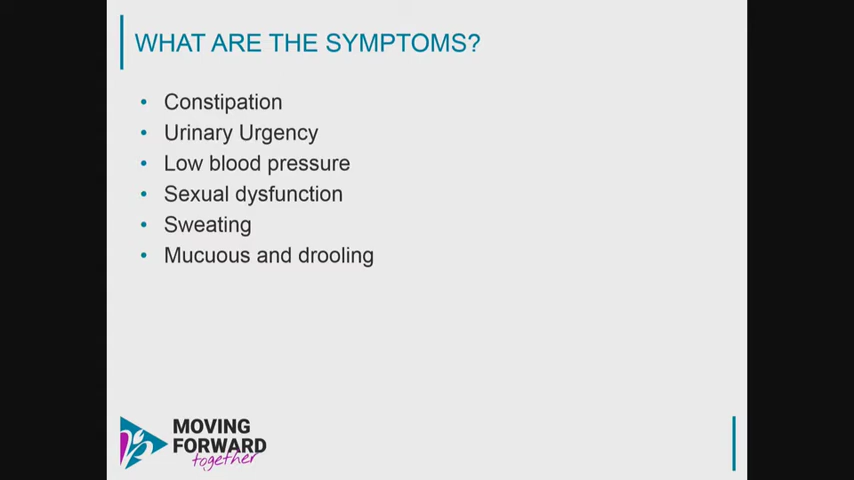 WHAT ARE THE SYMPTOMS?
• Constipation
• Urinary Urgency
• Low blood pressure
• Sexual dysfunction
• Sweating
• Mucuous and drooling
MOVING
FORWARD
together